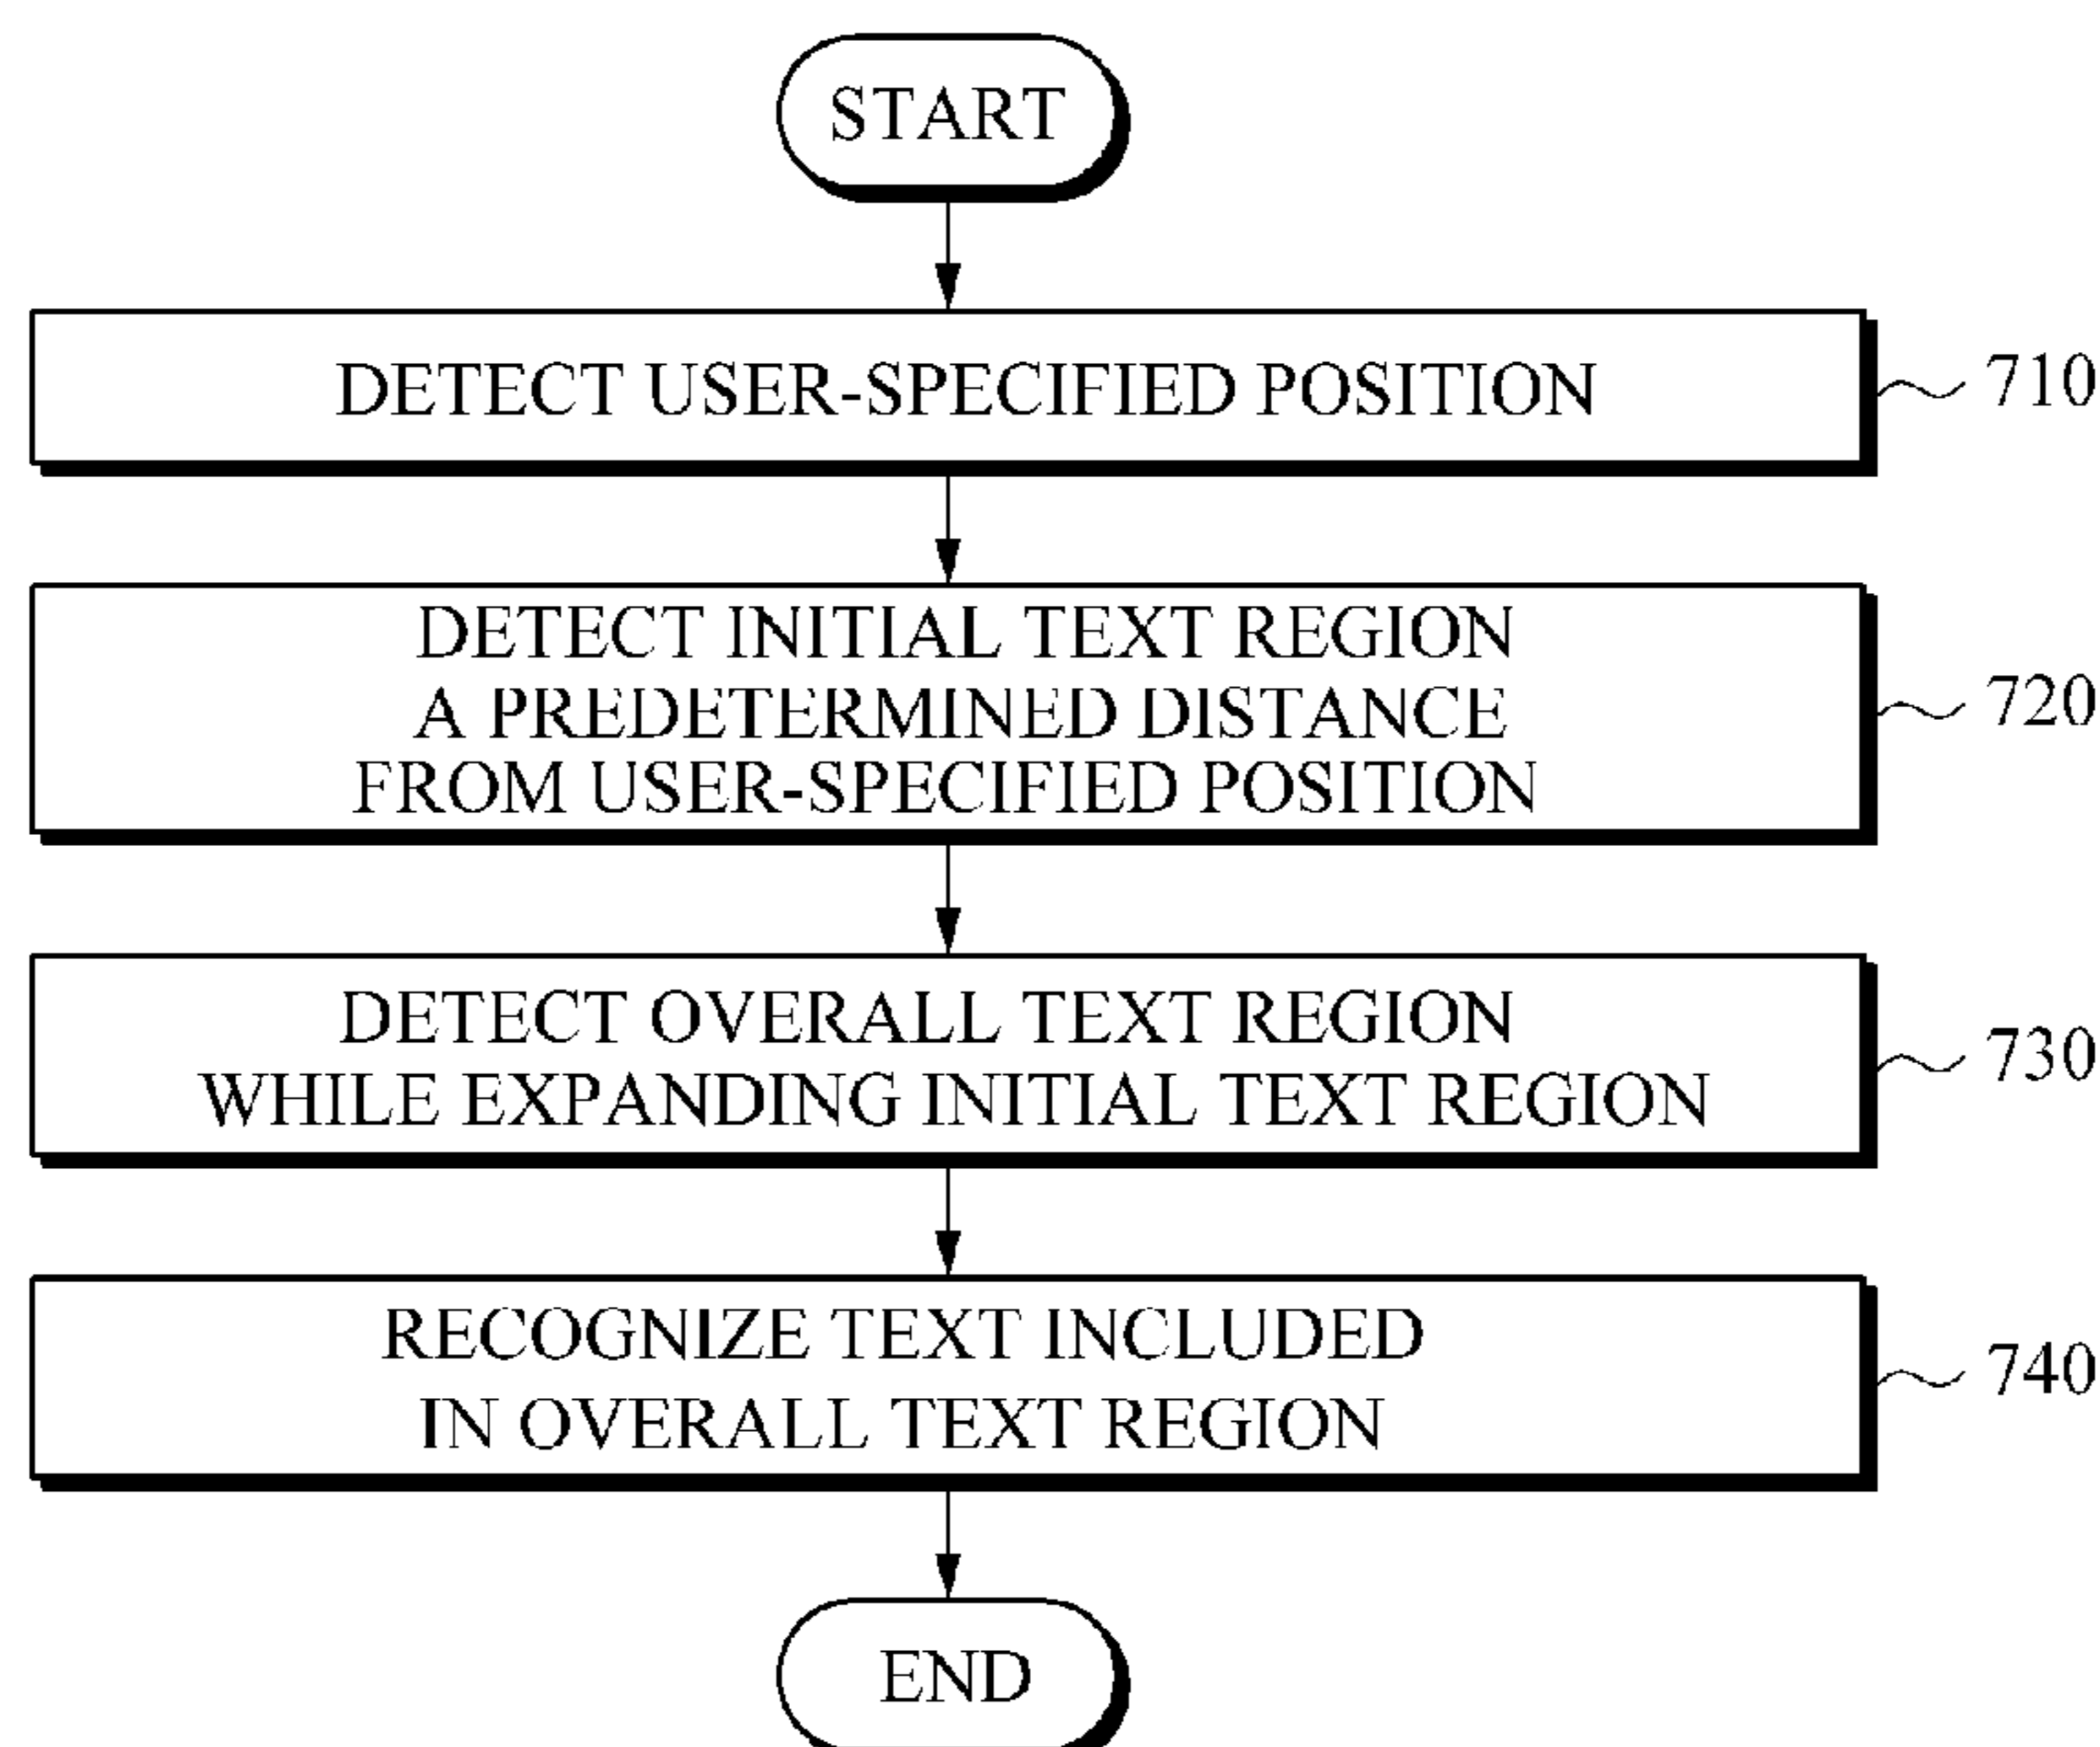 START
DETECT USER-SPECIFIED POSITION
710
DETECT INITIAL TEXT REGION
A PREDETERMINED DISTANCE
FROM USER-SPECIFIED POSITION
720
DETECT OVERALL TEXT REGION
WHILE EXPANDING INITIAL TEXT REGION
730
RECOGNIZE TEXT INCLUDED
IN OVERALL TEXT REGION
740
END